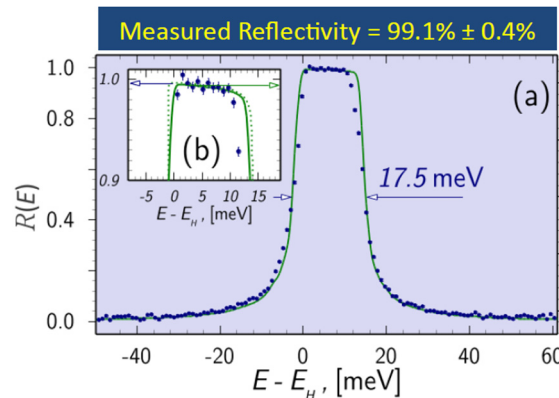 Measured Reflectivity = 99.1% ± 0.4%
1.0
0.8
0.4
0.0
R(E)
(a)
1.0
0.9
(b)
-5 0 5 10 15
E - E_H, [meV]
17.5 meV
-40 -20 0 20 40 60
E - E_H, [meV]